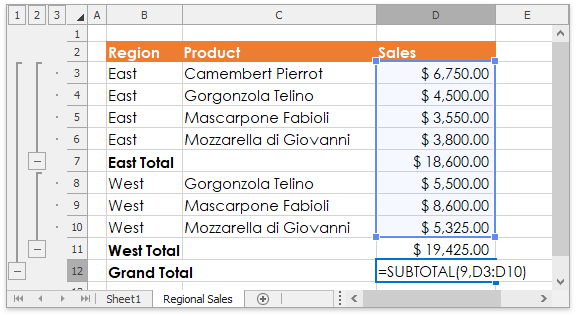 1 2 3 A B C D E
1
2 Region Product Sales
3 East Camembert Pierrot $ 6,750.00
4 East Gorgonzola Telino $ 4,500.00
5 East Mascarpone Fabioli $ 3,550.00
6 East Mozzarella di Giovanni $ 3,800.00
7 East Total $ 18,600.00
8 West Gorgonzola Telino $ 5,500.00
9 West Mascarpone Fabioli $ 8,600.00
10 West Mozzarella di Giovanni $ 5,325.00
11 West Total $ 19,425.00
12 Grand Total =SUBTOTAL(9,D3:D10)
Sheet1 Regional Sales